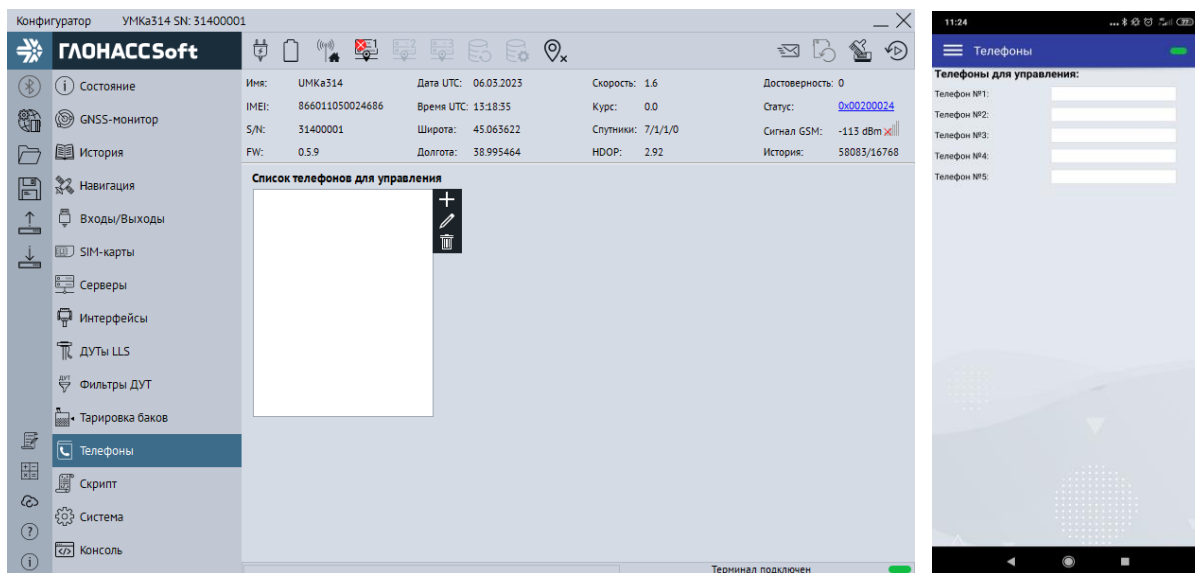 Конфигуратор УМКа314 SN: 31400001
ГЛОНАССSoft
Состояние
GNSS-монитор
История
Навигация
Входы/Выходы
SIM-карты
Серверы
Интерфейсы
ДУТы LLS
Фильтры ДУТ
Тарировка баков
Телефоны
Скрипт
Система
Консоль
Имя: UMKa314 Дата UTC: 06.03.2023 Скорость: 1.6 Достоверность: 0
IMEI: 866011050024686 Время UTC: 13:18:35 Курс: 0.0 Статус: 0x00200024
S/N: 31400001 Широта: 45.063622 Спутники: 7/1/1/0 Сигнал GSM: -113 dBm
FW: 0.5.9 Долгота: 38.995464 HDOP: 2.92 История: 58083/16768
Список телефонов для управления
Терминал подключен
11:24
Телефоны
Телефоны для управления:
Телефон №1:
Телефон №2:
Телефон №3:
Телефон №4:
Телефон №5: